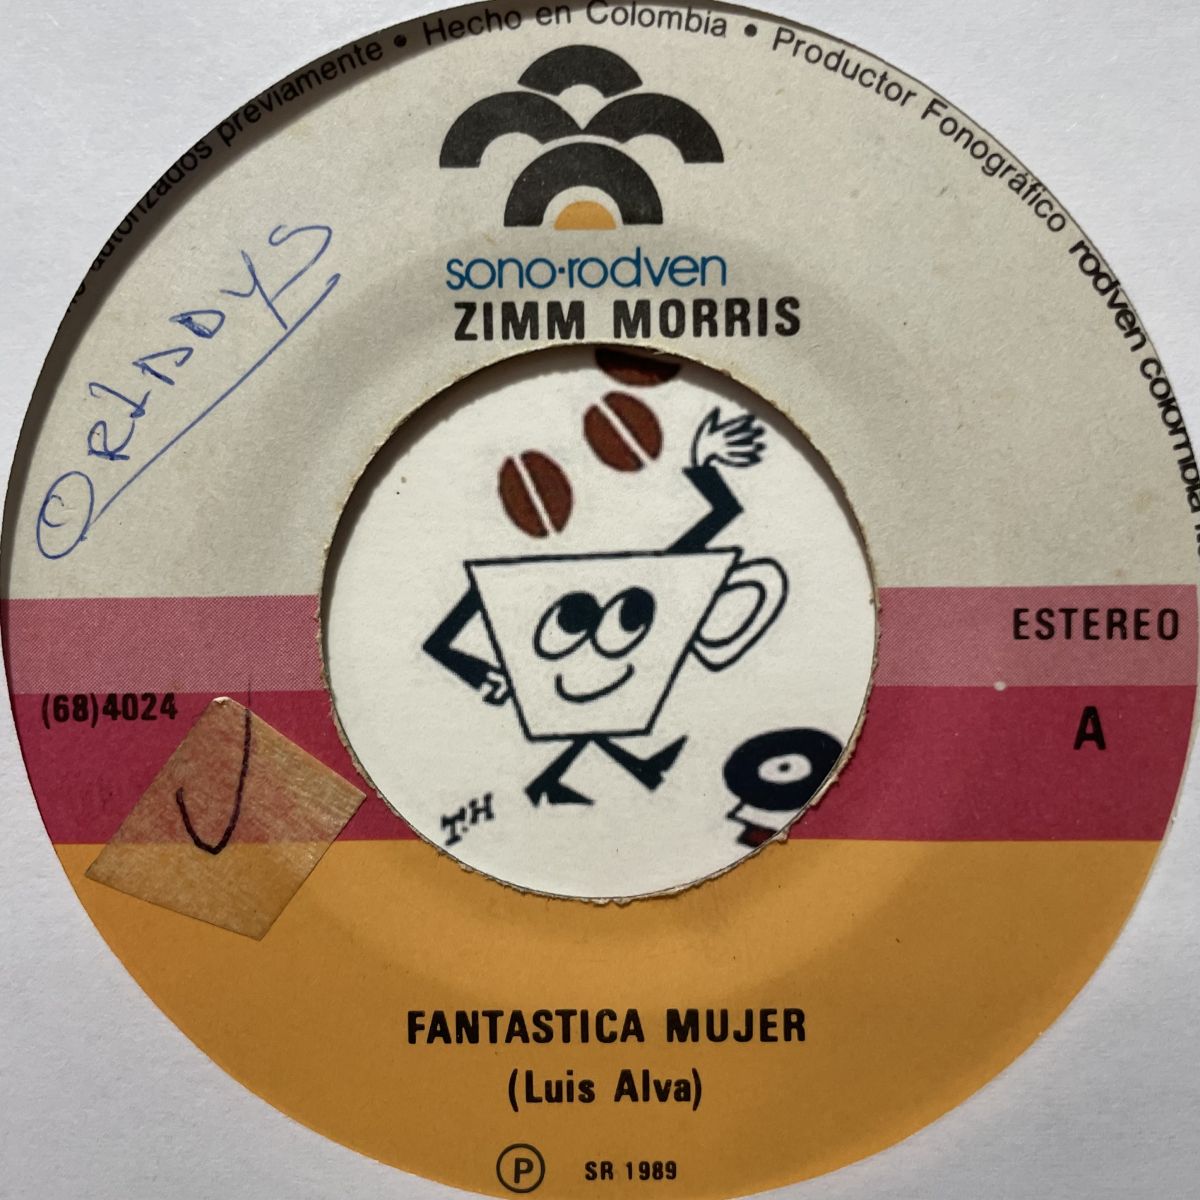 autorizados previamente • Hecho en Colombia • Productor Fonográfico rodven colombia
sono·rodven
ZIMM MORRIS
ORLDDYS
ESTEREO
(68)4024
A
T.H
FANTASTICA MUJER
(Luis Alva)
P SR 1989